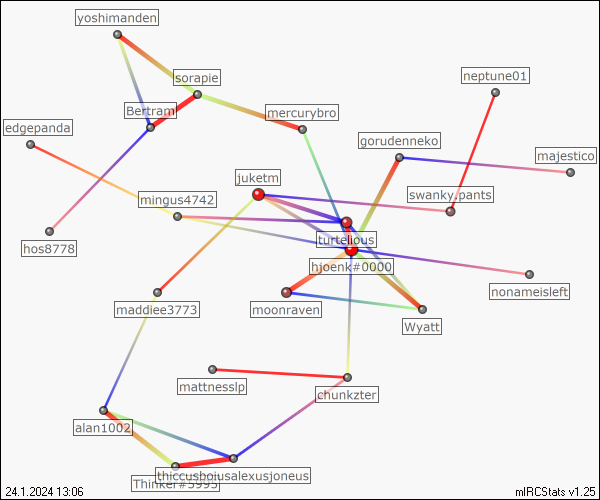 yoshimanden
sorapie
neptune01
Bertram
mercurybro
edgepanda
gorudenneko
majestico
juketm
mingus4742
swanky.pants
turtelious
hos8778
hjoenk#0000
nonameisleft
maddiee3773
moonraven
Wyatt
mattnesslp
chunkzter
alan1002
thiccusboiusalexusjoneus
Thinker#5995
24.1.2024 13:06
mIRCStats v1.25